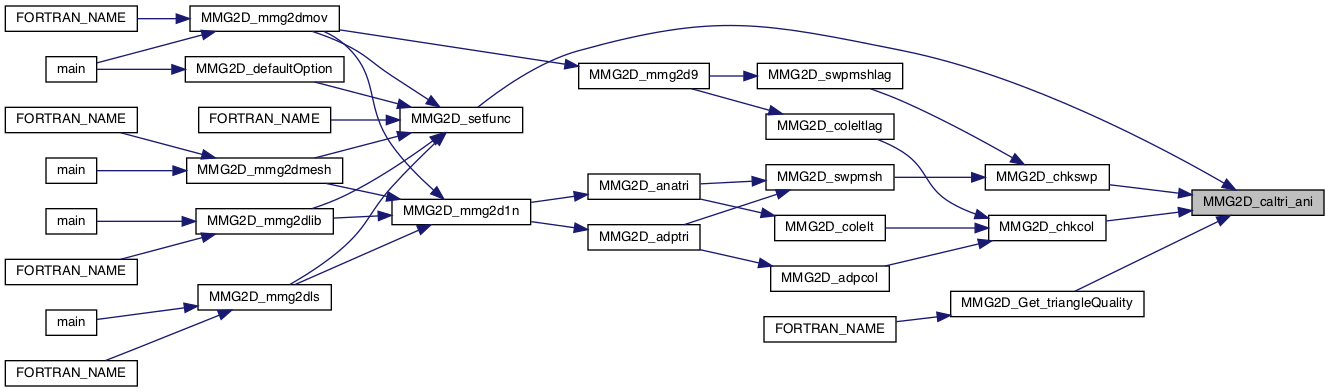 FORTRAN_NAME
MMG2D_mmg2dmov
main
MMG2D_defaultOption
MMG2D_mmg2d9
MMG2D_swpmshlag
FORTRAN_NAME
FORTRAN_NAME
MMG2D_setfunc
MMG2D_coleltlag
main
MMG2D_mmg2dmesh
MMG2D_anatri
MMG2D_swpmsh
MMG2D_chkswp
MMG2D_caltri_ani
main
MMG2D_mmg2dlib
MMG2D_mmg2d1n
MMG2D_adptri
MMG2D_colelt
MMG2D_chkcol
FORTRAN_NAME
MMG2D_mmg2dls
MMG2D_adpcol
MMG2D_Get_triangleQuality
main
FORTRAN_NAME
FORTRAN_NAME